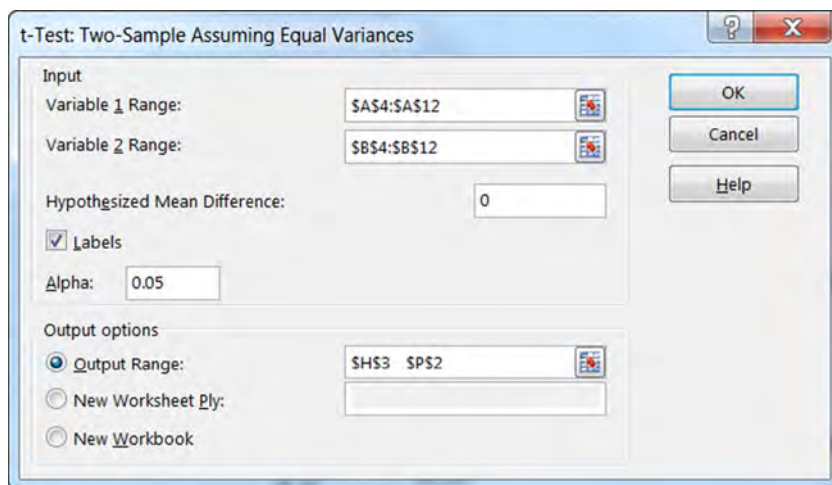 t-Test: Two-Sample Assuming Equal Variances
Input
Variable 1 Range: $A$4:$A$12
Variable 2 Range: $B$4:$B$12
Hypothesized Mean Difference: 0
Labels
Alpha: 0.05
OK
Cancel
Help
Output options
Output Range: $H$3 $P$2
New Worksheet Ply:
New Workbook